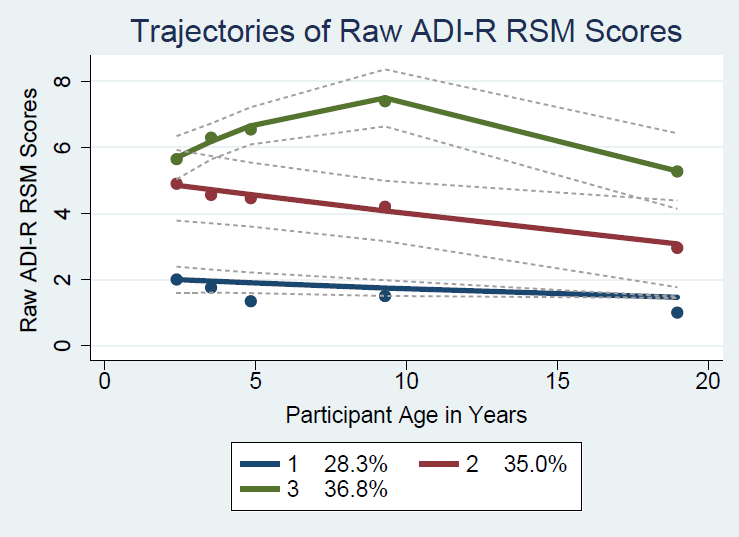 Trajectories of Raw ADI-R RSM Scores
Raw ADI-R RSM Scores
8
6
4
2
0
0 5 10 15 20
Participant Age in Years
1 28.3% 2 35.0%
3 36.8%